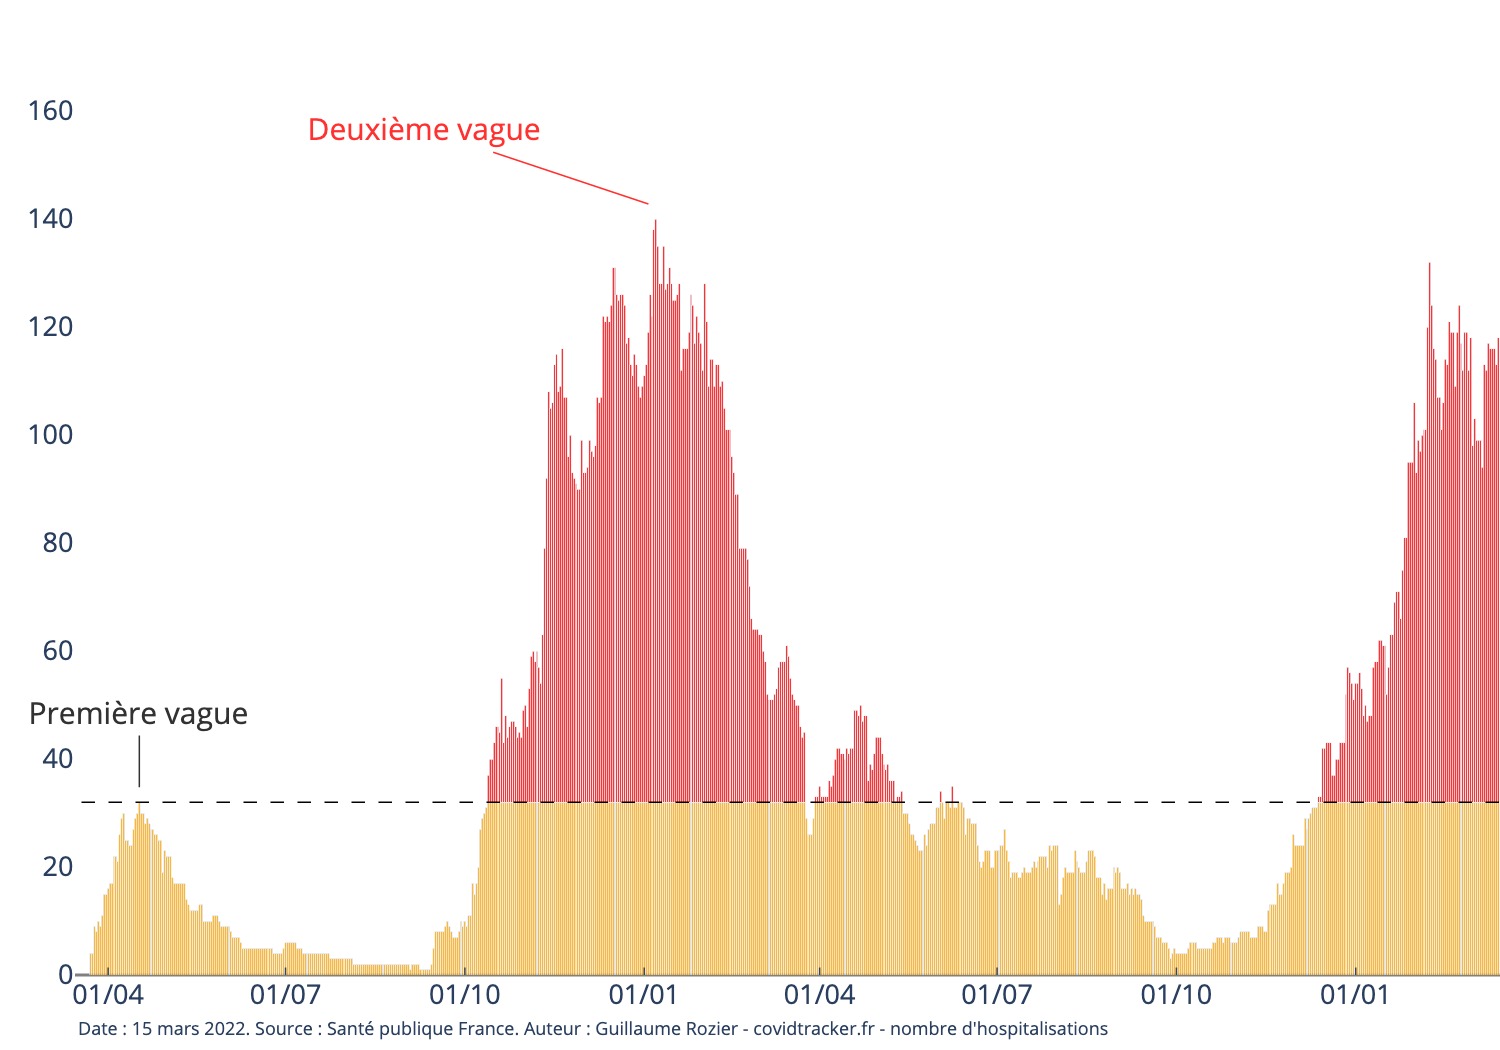 160
Deuxième vague
140
120
100
80
60
Première vague
40
20
0
01/04 01/07 01/10 01/01 01/04 01/07 01/10 01/01
Date : 15 mars 2022. Source : Santé publique France. Auteur : Guillaume Rozier - covidtracker.fr - nombre d'hospitalisations